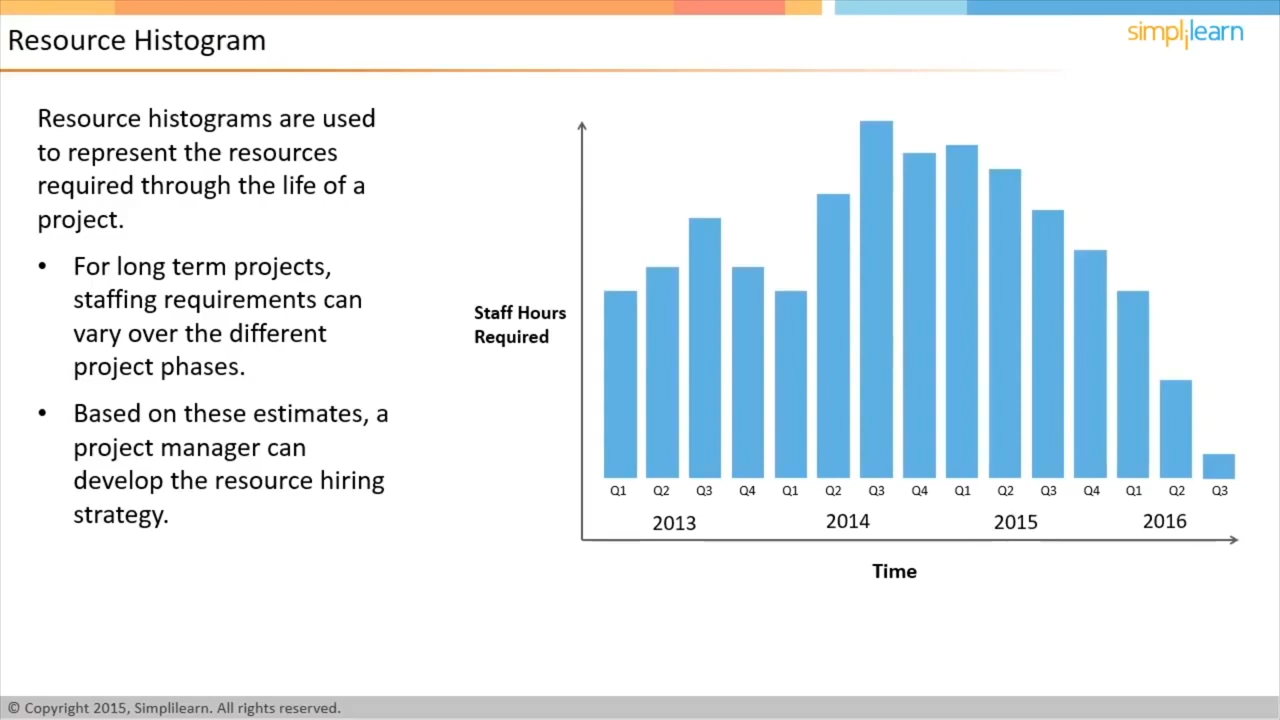 Resource Histogram
simplilearn
Resource histograms are used
to represent the resources
required through the life of a
project.
• For long term projects,
staffing requirements can
vary over the different
project phases.
• Based on these estimates, a
project manager can
develop the resource hiring
strategy.
Staff Hours
Required
Q1 Q2 Q3 Q4 Q1 Q2 Q3 Q4 Q1 Q2 Q3 Q4 Q1 Q2 Q3
2013 2014 2015 2016
Time
© Copyright 2015, Simplilearn. All rights reserved.